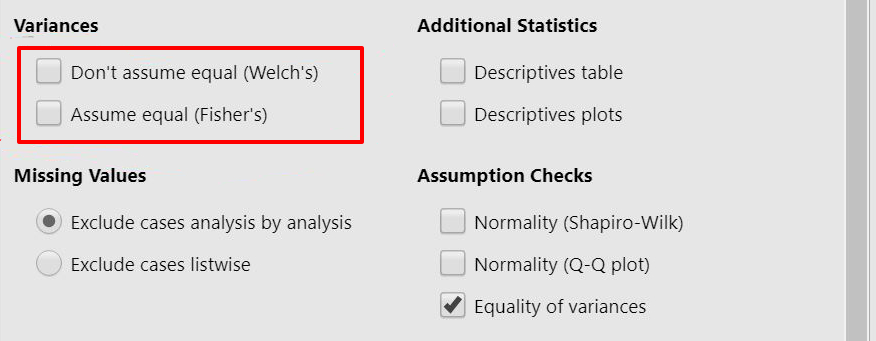 Variances
Don't assume equal (Welch's)
Assume equal (Fisher's)
Missing Values
Exclude cases analysis by analysis
Exclude cases listwise
Additional Statistics
Descriptives table
Descriptives plots
Assumption Checks
Normality (Shapiro-Wilk)
Normality (Q-Q plot)
Equality of variances